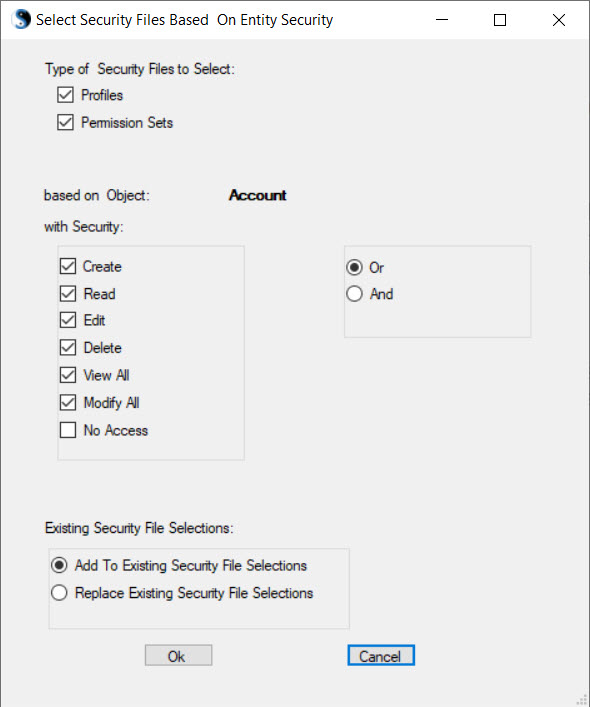 Select Security Files Based  On Entity Security
Type of  Security Files to Select:
Profiles
Permission Sets
based on  Object: Account
with Security:
Create
Read
Edit
Delete
View All
Modify All
No Access
Or
And
Existing Security File Selections:
Add To Existing Security File Selections
Replace Existing Security File Selections
Ok Cancel